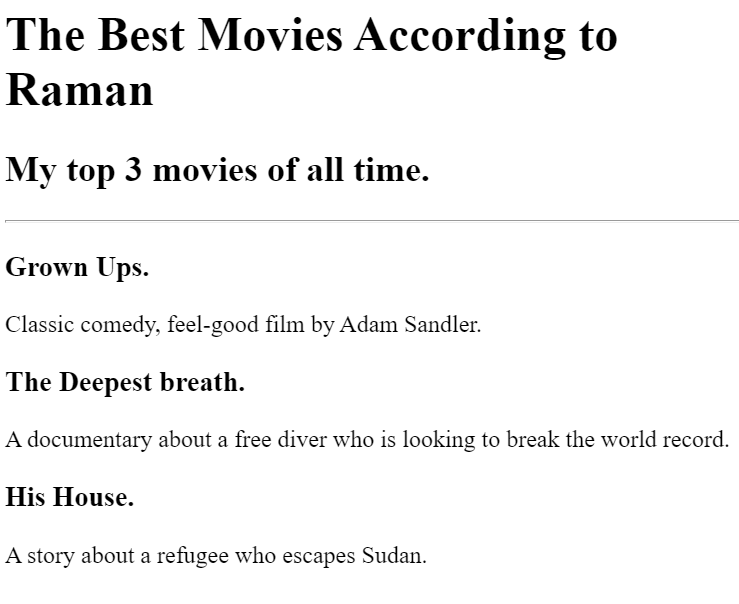 The Best Movies According to
Raman
My top 3 movies of all time.
Grown Ups.
Classic comedy, feel-good film by Adam Sandler.
The Deepest breath.
A documentary about a free diver who is looking to break the world record.
His House.
A story about a refugee who escapes Sudan.